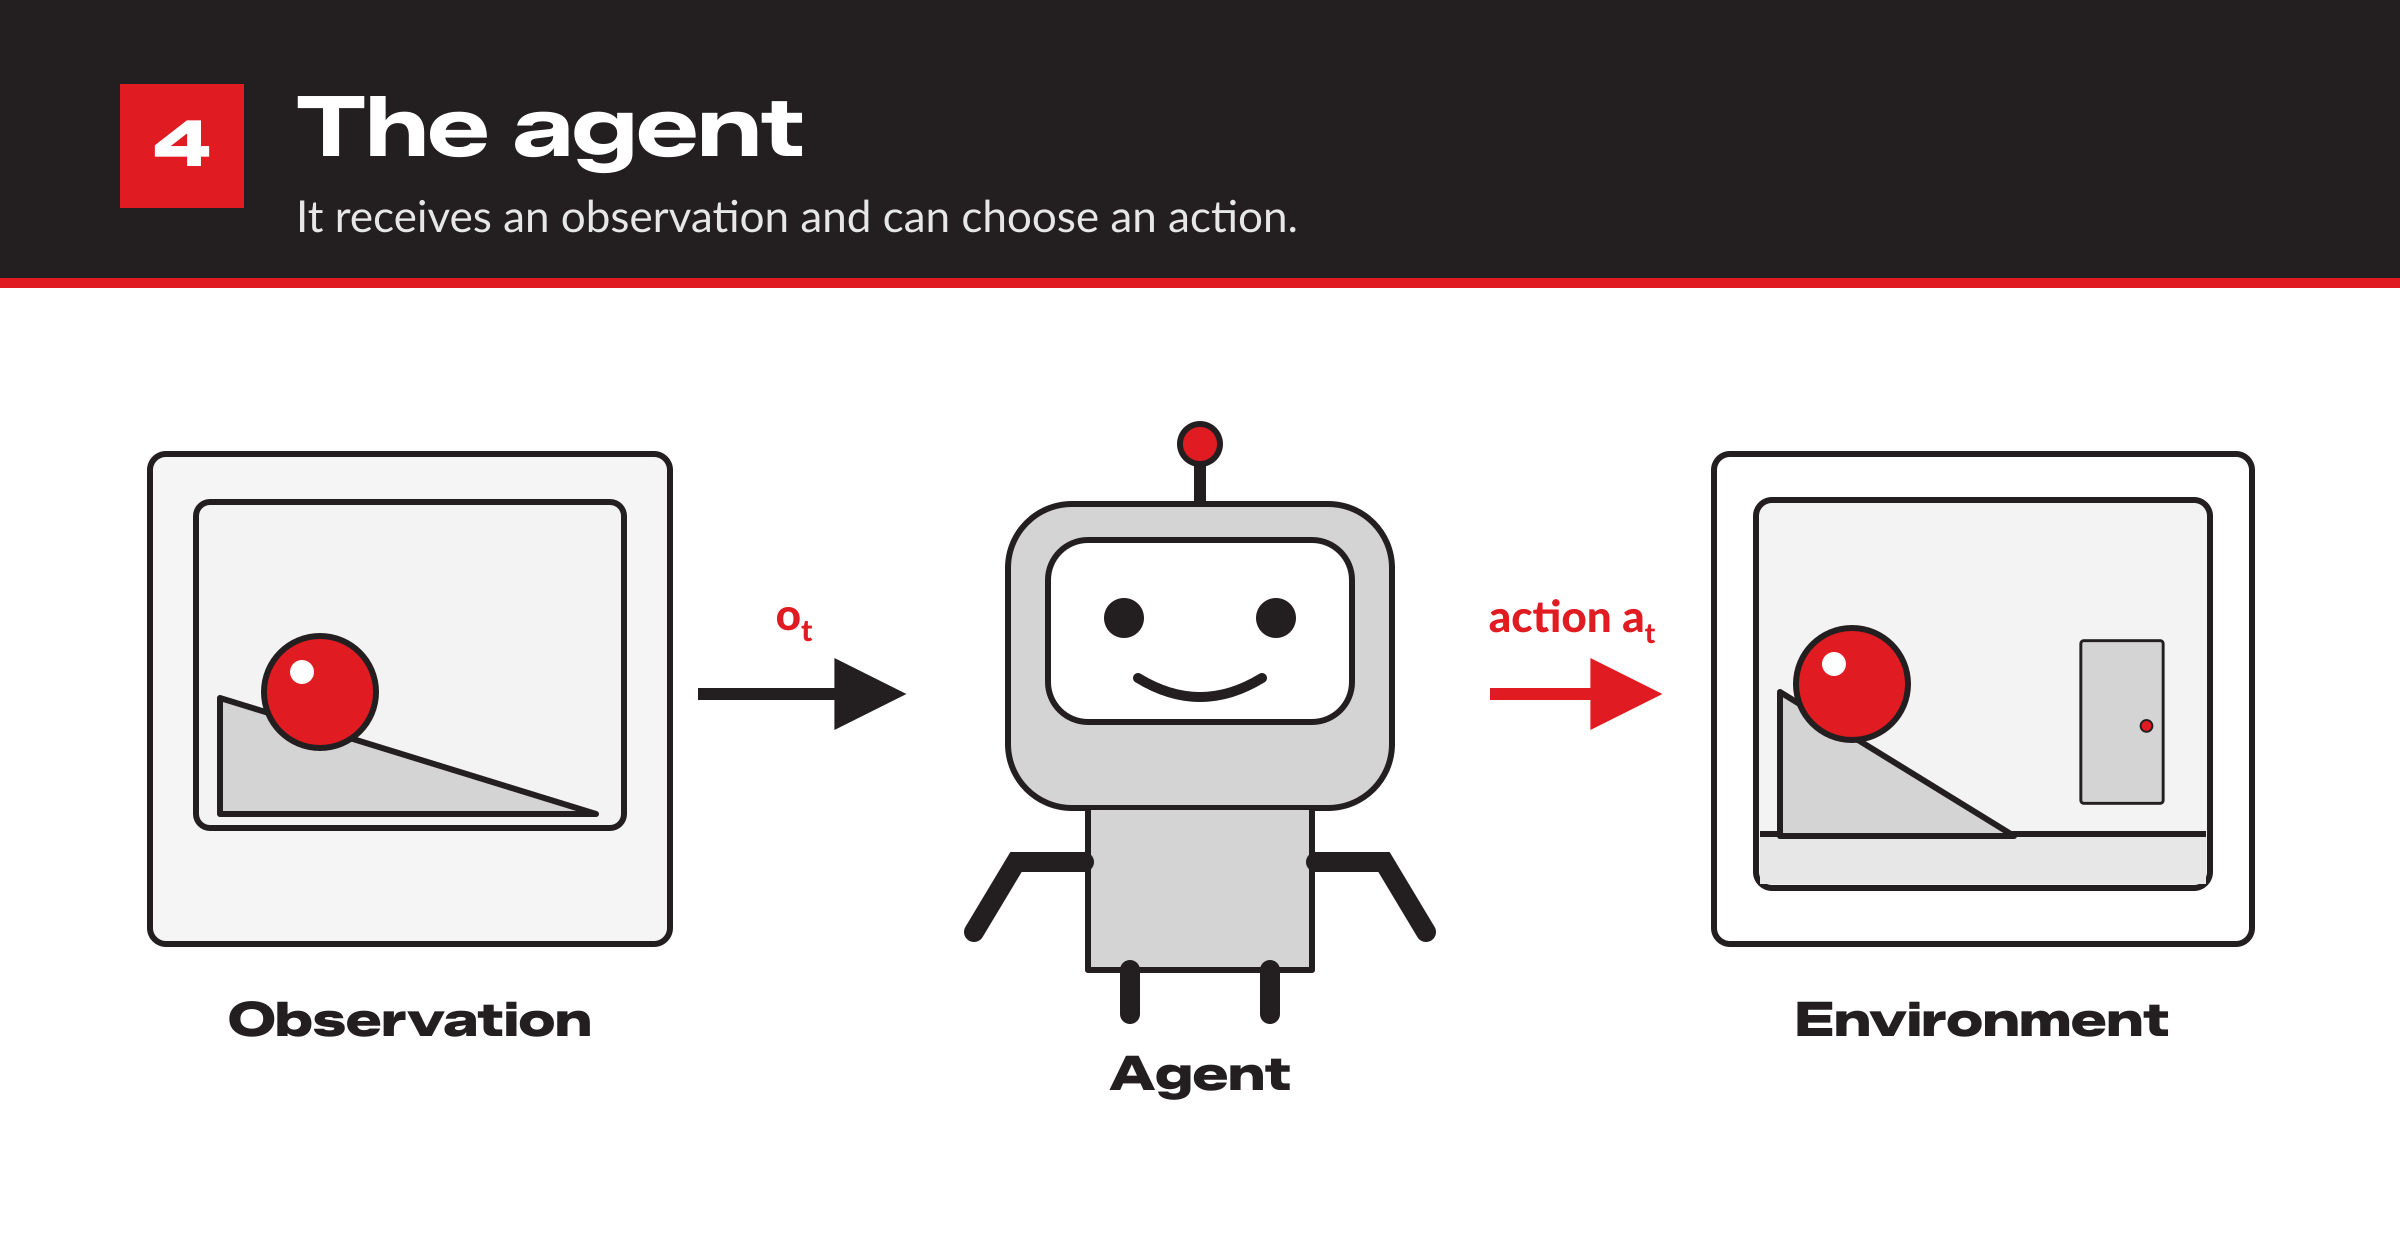 4
The agent
It receives an observation and can choose an action.
oₜ
action aₜ
Observation
Agent
Environment